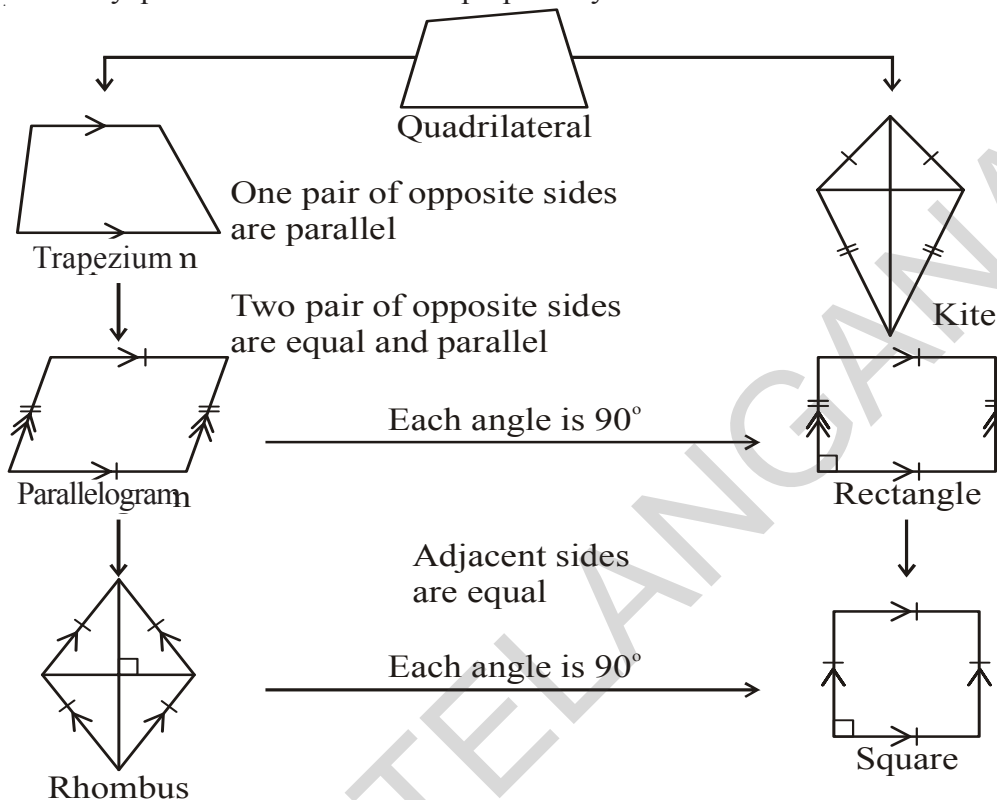 Quadrilateral
One pair of opposite sides
are parallel
Trapezium n
Two pair of opposite sides
are equal and parallel
Kite
Each angle is 90°
Parallelogram n
Rectangle
Adjacent sides
are equal
Each angle is 90°
Square
Rhombus
TELANGANA